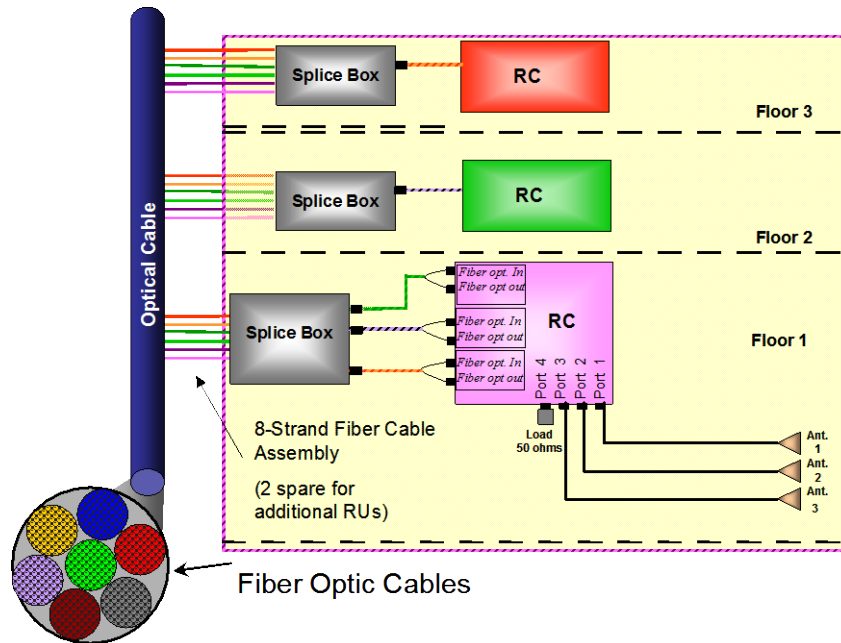 Splice Box
RC
Floor 3
Splice Box
RC
Floor 2
Optical Cable
Splice Box
Fiber opt. In
Fiber opt out
Fiber opt. In
Fiber opt out
Fiber opt. In
Fiber opt out
RC
Port 4
Port 3
Port 2
Port 1
Floor 1
Load
50 ohms
Ant.
1
Ant.
2
Ant.
3
8-Strand Fiber Cable
Assembly
(2 spare for
additional RUs)
Fiber Optic Cables